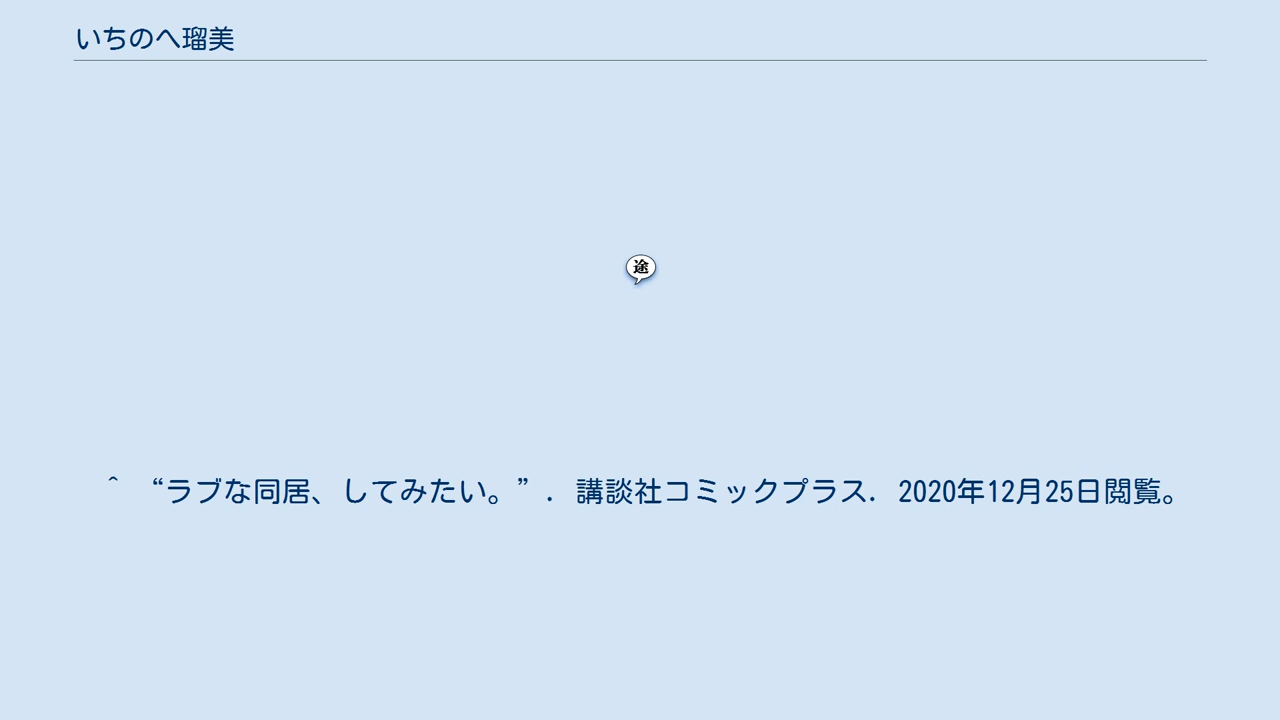 いちのへ瑠美
途
^ “ラブな同居、してみたい。”. 講談社コミックプラス. 2020年12月25日閲覧。